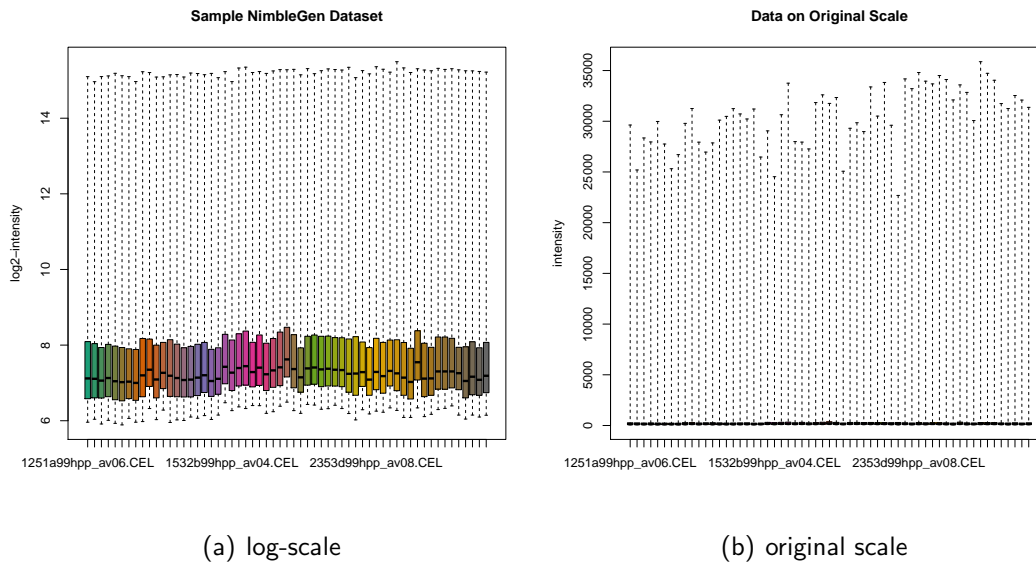 Sample NimbleGen Dataset
log2−intensity
14
12
10
8
6
1251a99hpp_av06.CEL 1532b99hpp_av04.CEL 2353d99hpp_av08.CEL
(a) log-scale
Data on Original Scale
intensity
35000
30000
25000
20000
15000
10000
5000
0
1251a99hpp_av06.CEL 1532b99hpp_av04.CEL 2353d99hpp_av08.CEL
(b) original scale